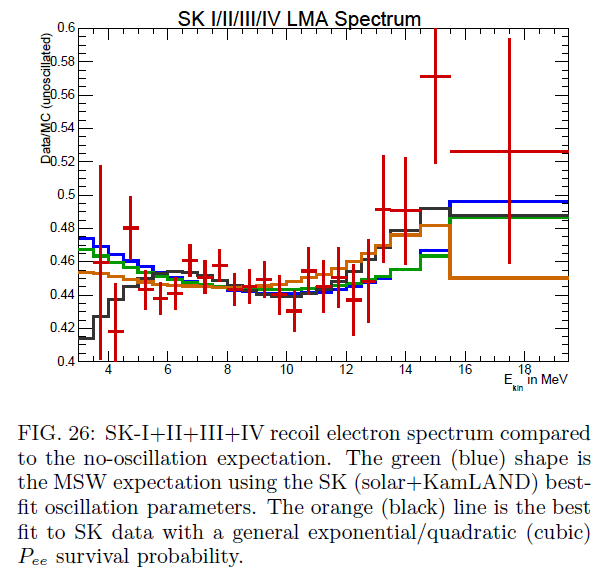 SK I/II/III/IV LMA Spectrum
Data/MC (unoscillated)
0.6
0.58
0.56
0.54
0.52
0.5
0.48
0.46
0.44
0.42
0.4
4 6 8 10 12 14 16 18
E_kin in MeV
FIG. 26: SK-I+II+III+IV recoil electron spectrum compared
to the no-oscillation expectation. The green (blue) shape is
the MSW expectation using the SK (solar+KamLAND) best-
fit oscillation parameters. The orange (black) line is the best
fit to SK data with a general exponential/quadratic (cubic)
P_ee survival probability.